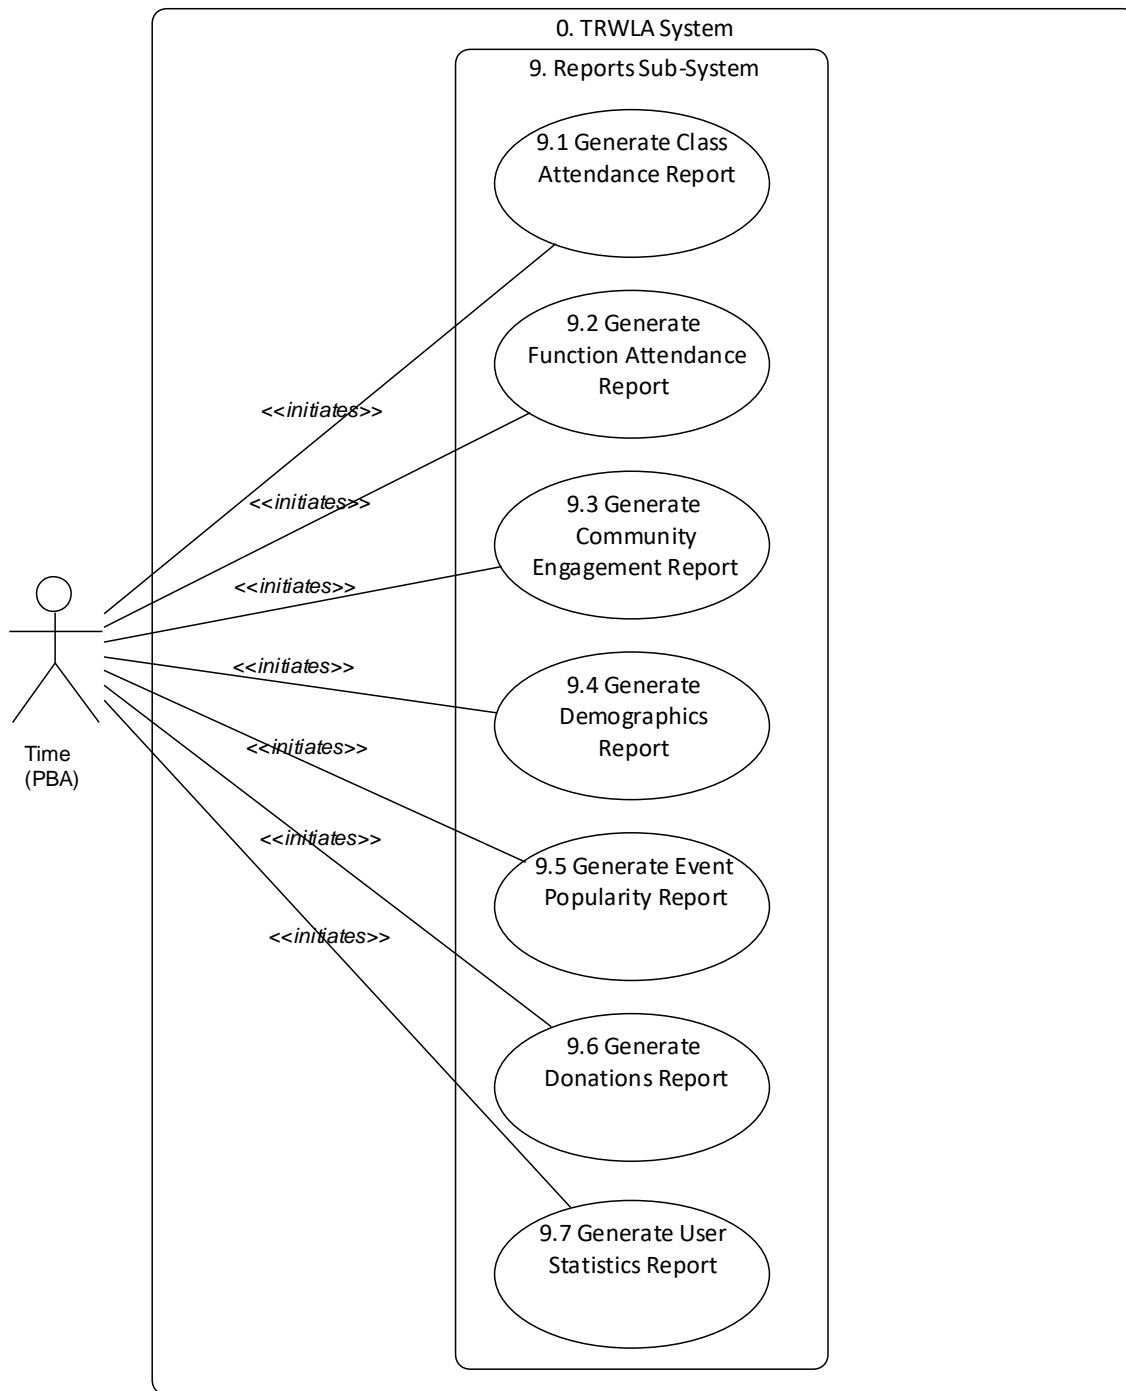 0. TRWLA System
9. Reports Sub-System
9.1 Generate Class
Attendance Report
9.2 Generate
Function Attendance
Report
<<initiates>>
<<initiates>>
9.3 Generate
Community
Engagement Report
<<initiates>>
<<initiates>>
9.4 Generate
Demographics
Report
Time
(PBA)
<<initiates>>
<<initiates>>
9.5 Generate Event
Popularity Report
<<initiates>>
9.6 Generate
Donations Report
9.7 Generate User
Statistics Report